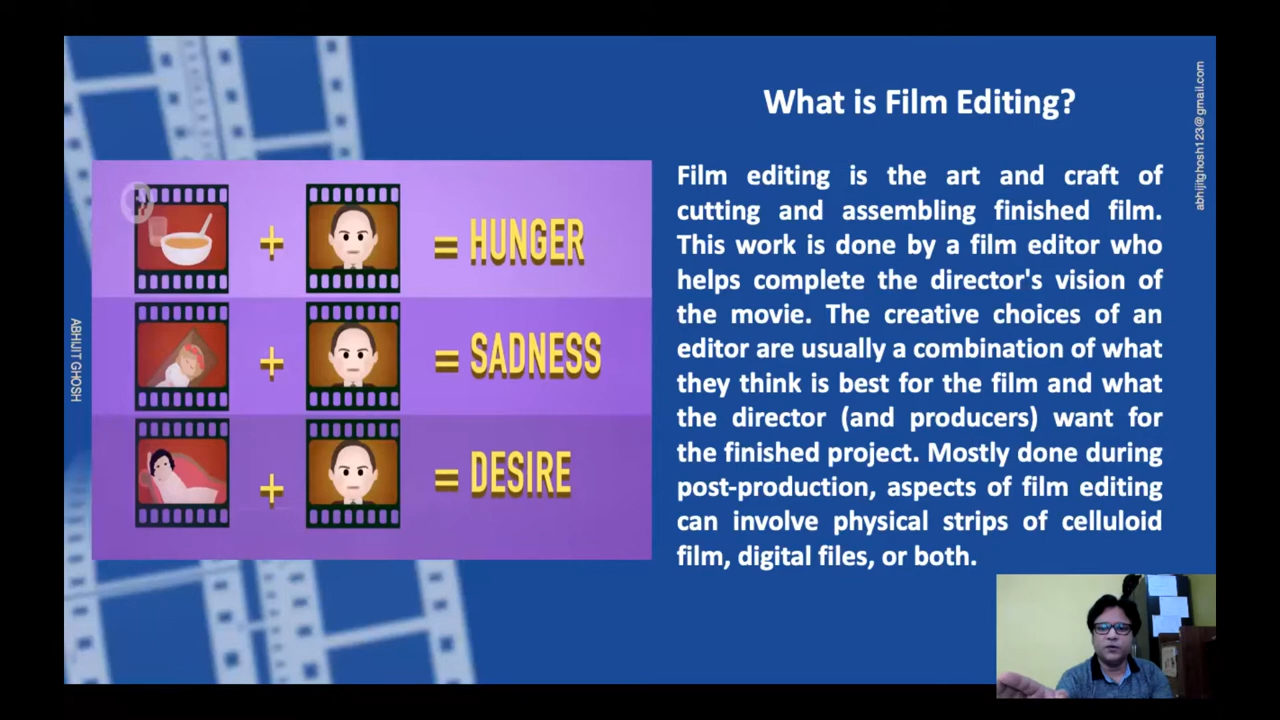 What is Film Editing?
abhijitghosh123@gmail.com
+ = HUNGER
+ = SADNESS
+ = DESIRE
ABHIJIT GHOSH
Film editing is the art and craft of
cutting and assembling finished film.
This work is done by a film editor who
helps complete the director's vision of
the movie. The creative choices of an
editor are usually a combination of what
they think is best for the film and what
the director (and producers) want for
the finished project. Mostly done during
post-production, aspects of film editing
can involve physical strips of celluloid
film, digital files, or both.